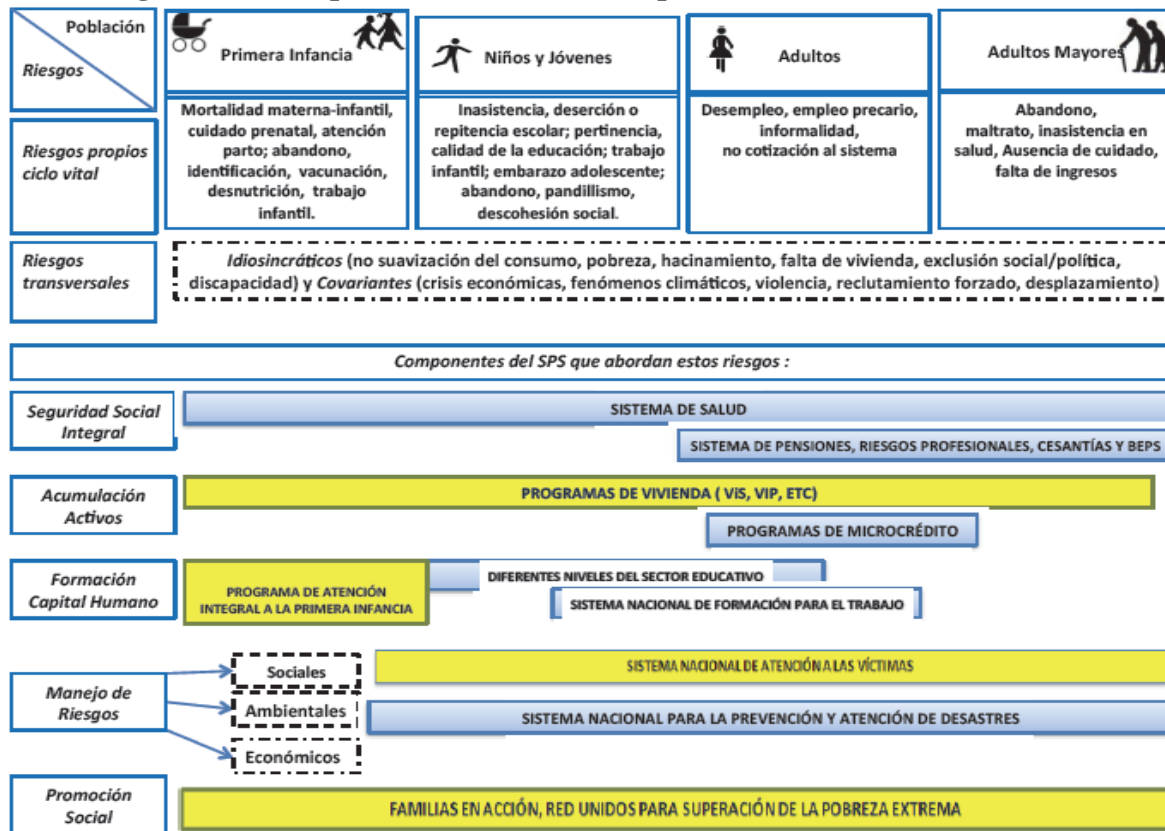 Población
Riesgos
Primera Infancia
Niños y Jóvenes
Adultos
Adultos Mayores
Riesgos propios
ciclo vital
Mortalidad materna-infantil,
cuidado prenatal, atención
parto; abandono,
identificación, vacunación,
desnutrición, trabajo
infantil.
Inasistencia, deserción o
repitencia escolar; pertinencia,
calidad de la educación; trabajo
infantil; embarazo adolescente;
abandono, pandillismo,
descohesión social.
Desempleo, empleo precario,
informalidad,
no cotización al sistema
Abandono,
maltrato, inasistencia en
salud, Ausencia de cuidado,
falta de ingresos
Riesgos
transversales
Idiosincráticos (no suavización del consumo, pobreza, hacinamiento, falta de vivienda, exclusión social/política,
discapacidad) y Covariantes (crisis económicas, fenómenos climáticos, violencia, reclutamiento forzado, desplazamiento)
Componentes del SPS que abordan estos riesgos :
Seguridad Social
Integral
SISTEMA DE SALUD
SISTEMA DE PENSIONES, RIESGOS PROFESIONALES, CESANTÍAS Y BEPS
Acumulación
Activos
PROGRAMAS DE VIVIENDA ( VIS, VIP, ETC)
PROGRAMAS DE MICROCRÉDITO
Formación
Capital Humano
PROGRAMA DE ATENCIÓN
INTEGRAL A LA PRIMERA INFANCIA
DIFERENTES NIVELES DEL SECTOR EDUCATIVO
SISTEMA NACIONAL DE FORMACIÓN PARA EL TRABAJO
Manejo de
Riesgos
Sociales
Ambientales
Económicos
SISTEMA NACIONAL DE ATENCIÓN A LAS VÍCTIMAS
SISTEMA NACIONAL PARA LA PREVENCIÓN Y ATENCIÓN DE DESASTRES
Promoción
Social
FAMILIAS EN ACCIÓN, RED UNIDOS PARA SUPERACIÓN DE LA POBREZA EXTREMA